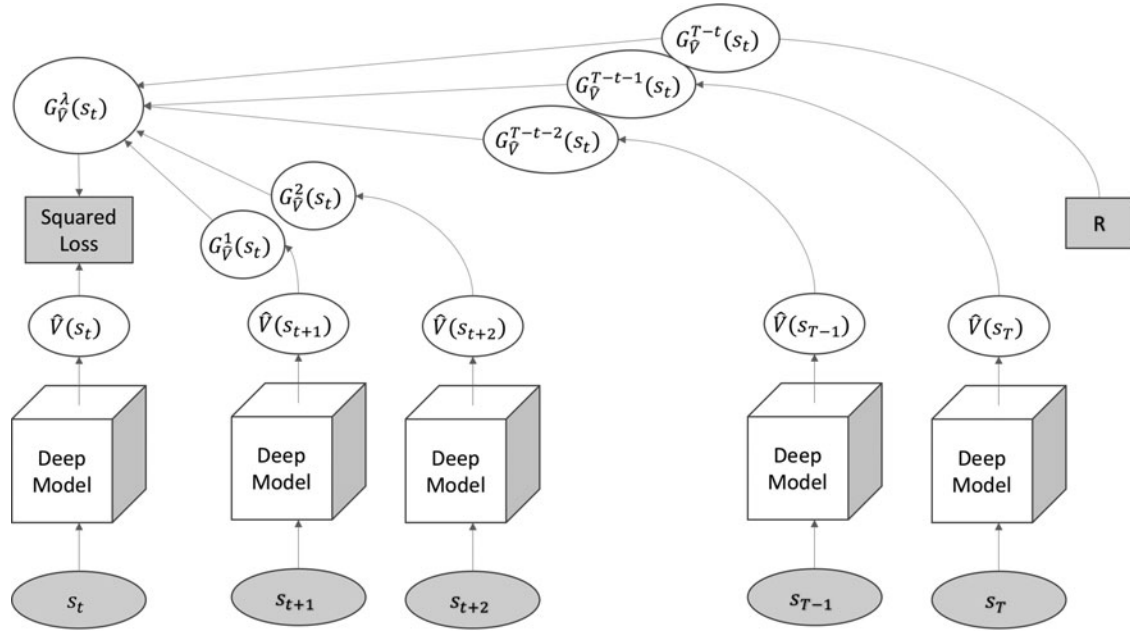 G_V̂^{T−t}(s_t)
G_V̂^{T−t−1}(s_t)
G_V̂^λ(s_t)
G_V̂^{T−t−2}(s_t)
G_V̂^2(s_t)
Squared
Loss
R
G_V̂^1(s_t)
V̂(s_t)
V̂(s_{t+1})
V̂(s_{t+2})
V̂(s_{T−1})
V̂(s_T)
Deep
Model
Deep
Model
Deep
Model
Deep
Model
Deep
Model
s_t
s_{t+1}
s_{t+2}
s_{T−1}
s_T